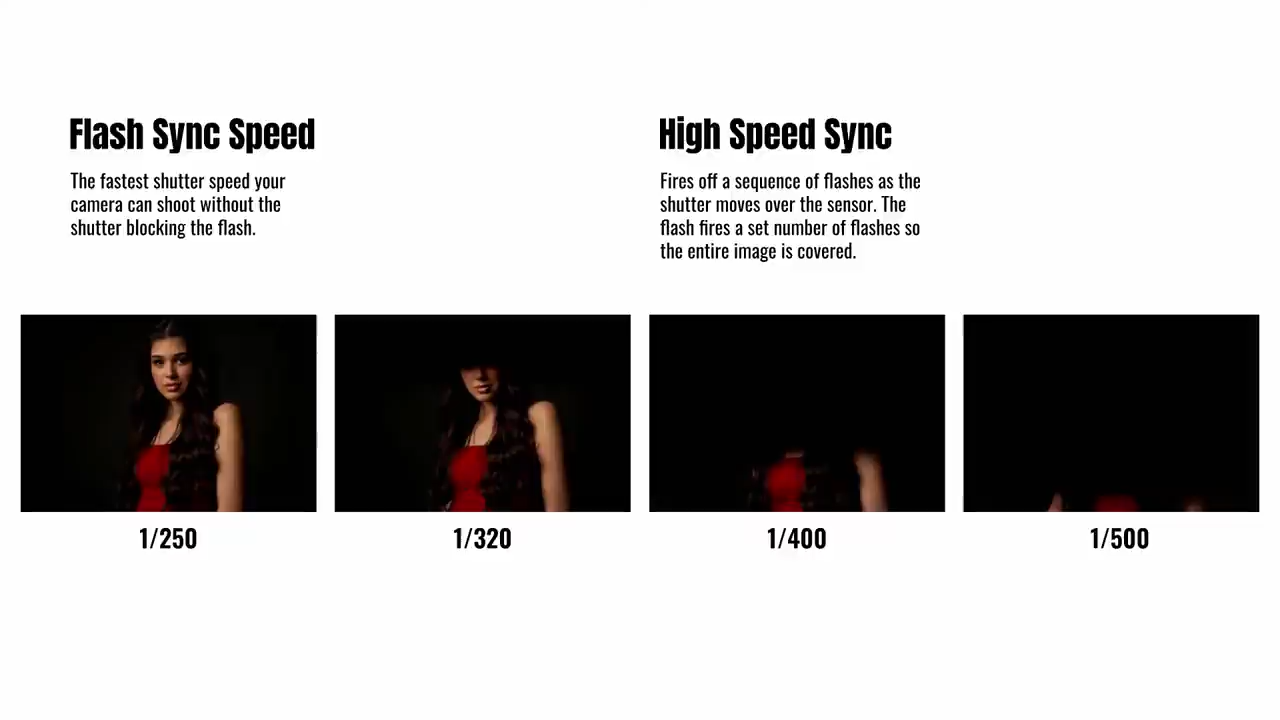 Flash Sync Speed
The fastest shutter speed your
camera can shoot without the
shutter blocking the flash.
High Speed Sync
Fires off a sequence of flashes as the
shutter moves over the sensor. The
flash fires a set number of flashes so
the entire image is covered.
1/250
1/320
1/400
1/500